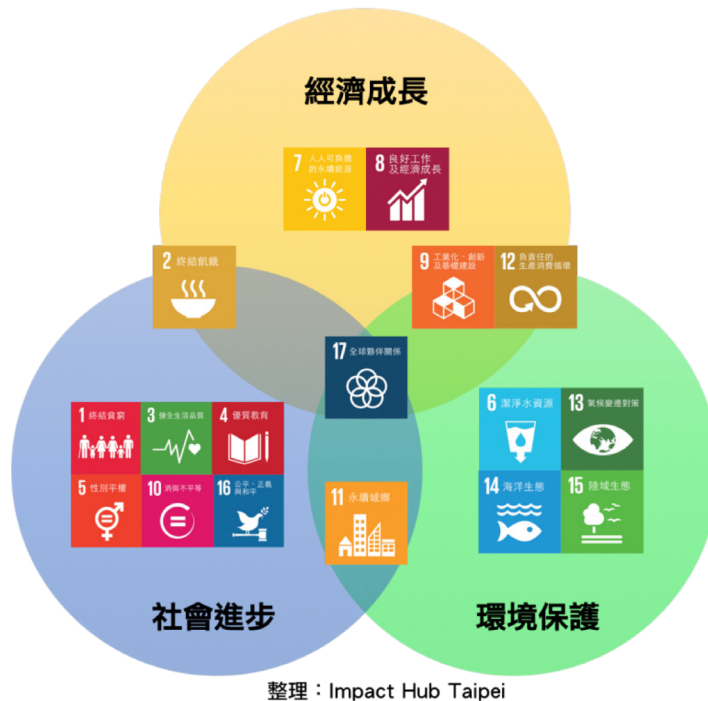 經濟成長
7 人人可負擔
的永續能源
8 良好工作
及經濟成長
2 終結飢餓
9 工業化、創新
及基礎建設
12 負責任的
生產消費循環
17 全球夥伴關係
1 終結貧窮
3 健全生活品質
4 優質教育
5 性別平權
10 消弭不平等
16 公平、正義
與和平
11 永續城鄉
6 潔淨水資源
13 氣候變遷對策
14 海洋生態
15 陸域生態
社會進步
環境保護
整理：Impact Hub Taipei